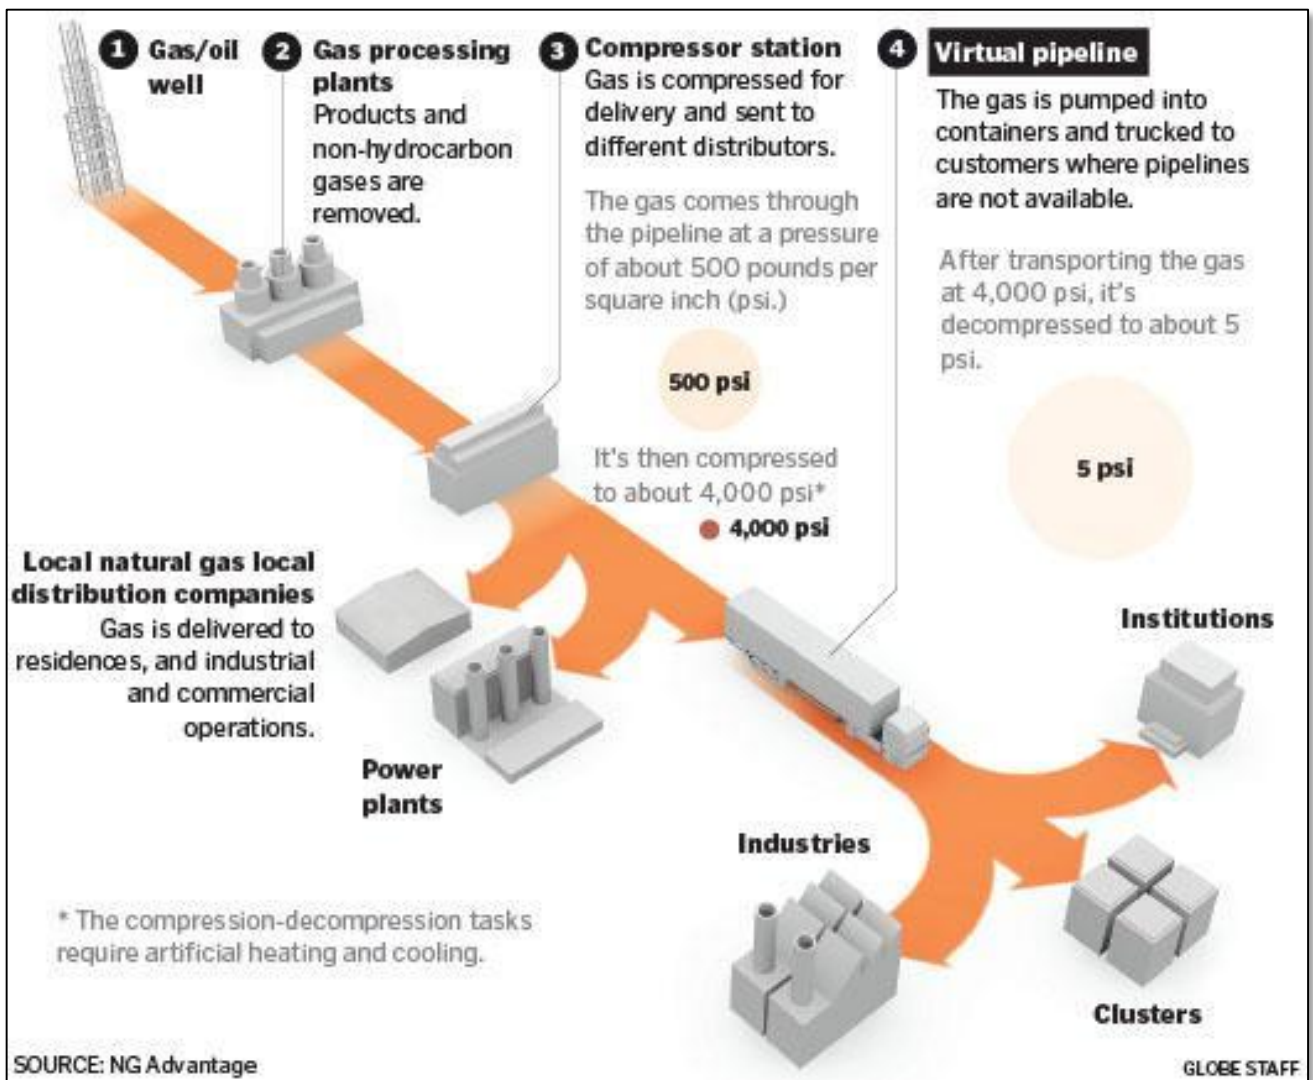 1 Gas/oil
well
2 Gas processing
plants
Products and
non-hydrocarbon
gases are
removed.
3 Compressor station
Gas is compressed for
delivery and sent to
different distributors.
The gas comes through
the pipeline at a pressure
of about 500 pounds per
square inch (psi.)
500 psi
It's then compressed
to about 4,000 psi*
4,000 psi
4 Virtual pipeline
The gas is pumped into
containers and trucked to
customers where pipelines
are not available.
After transporting the gas
at 4,000 psi, it's
decompressed to about 5
psi.
5 psi
Local natural gas local
distribution companies
Gas is delivered to
residences, and industrial
and commercial
operations.
Power
plants
Institutions
Industries
Clusters
* The compression-decompression tasks
require artificial heating and cooling.
SOURCE: NG Advantage
GLOBE STAFF